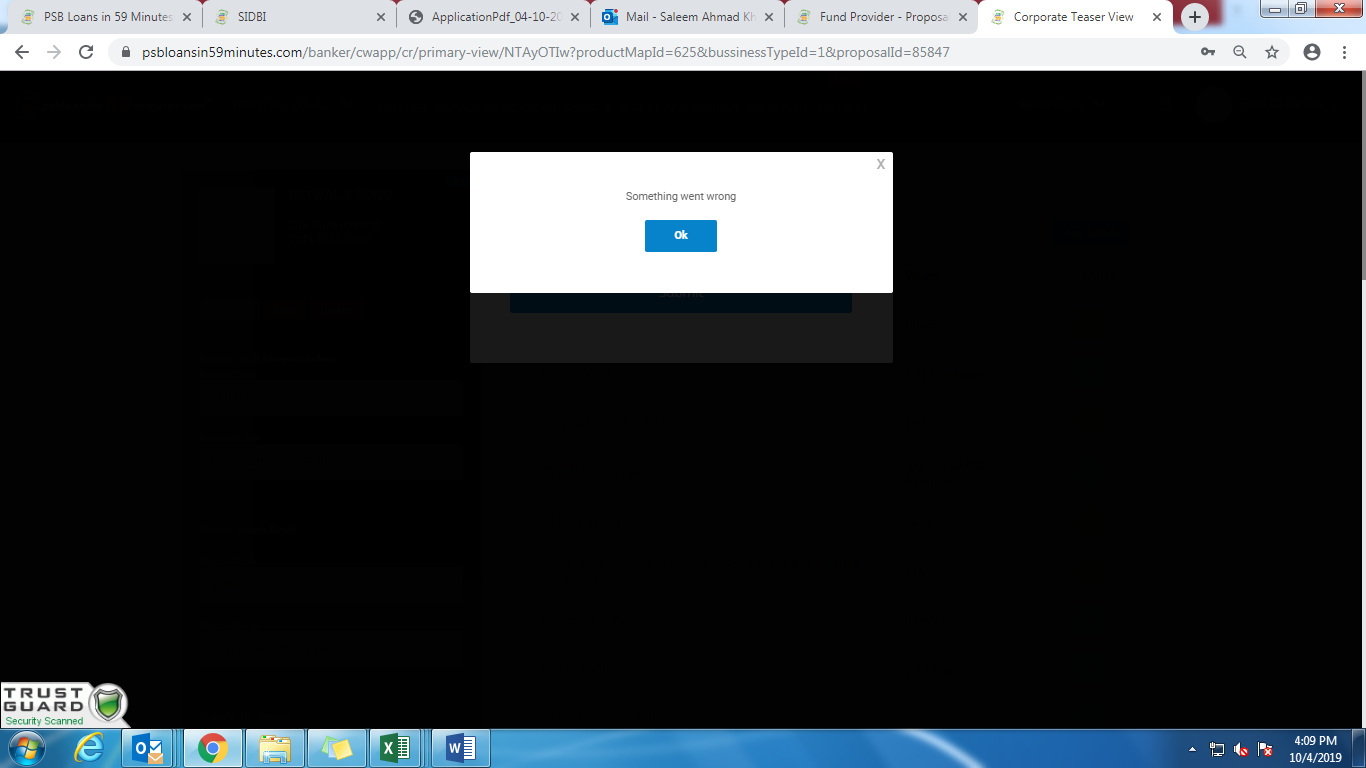 PSB Loans in 59 Minutes
SIDBI
ApplicationPdf_04-10-20
Mail - Saleem Ahmad Kh
Fund Provider - Proposa
Corporate Teaser View
psbloansin59minutes.com/banker/cwapp/cr/primary-view/NTAyOTIw?productMapId=625&bussinessTypeId=1&proposalId=85847
X
Something went wrong
Ok
Submit
TRUST
GUARD
Security Scanned
4:09 PM
10/4/2019